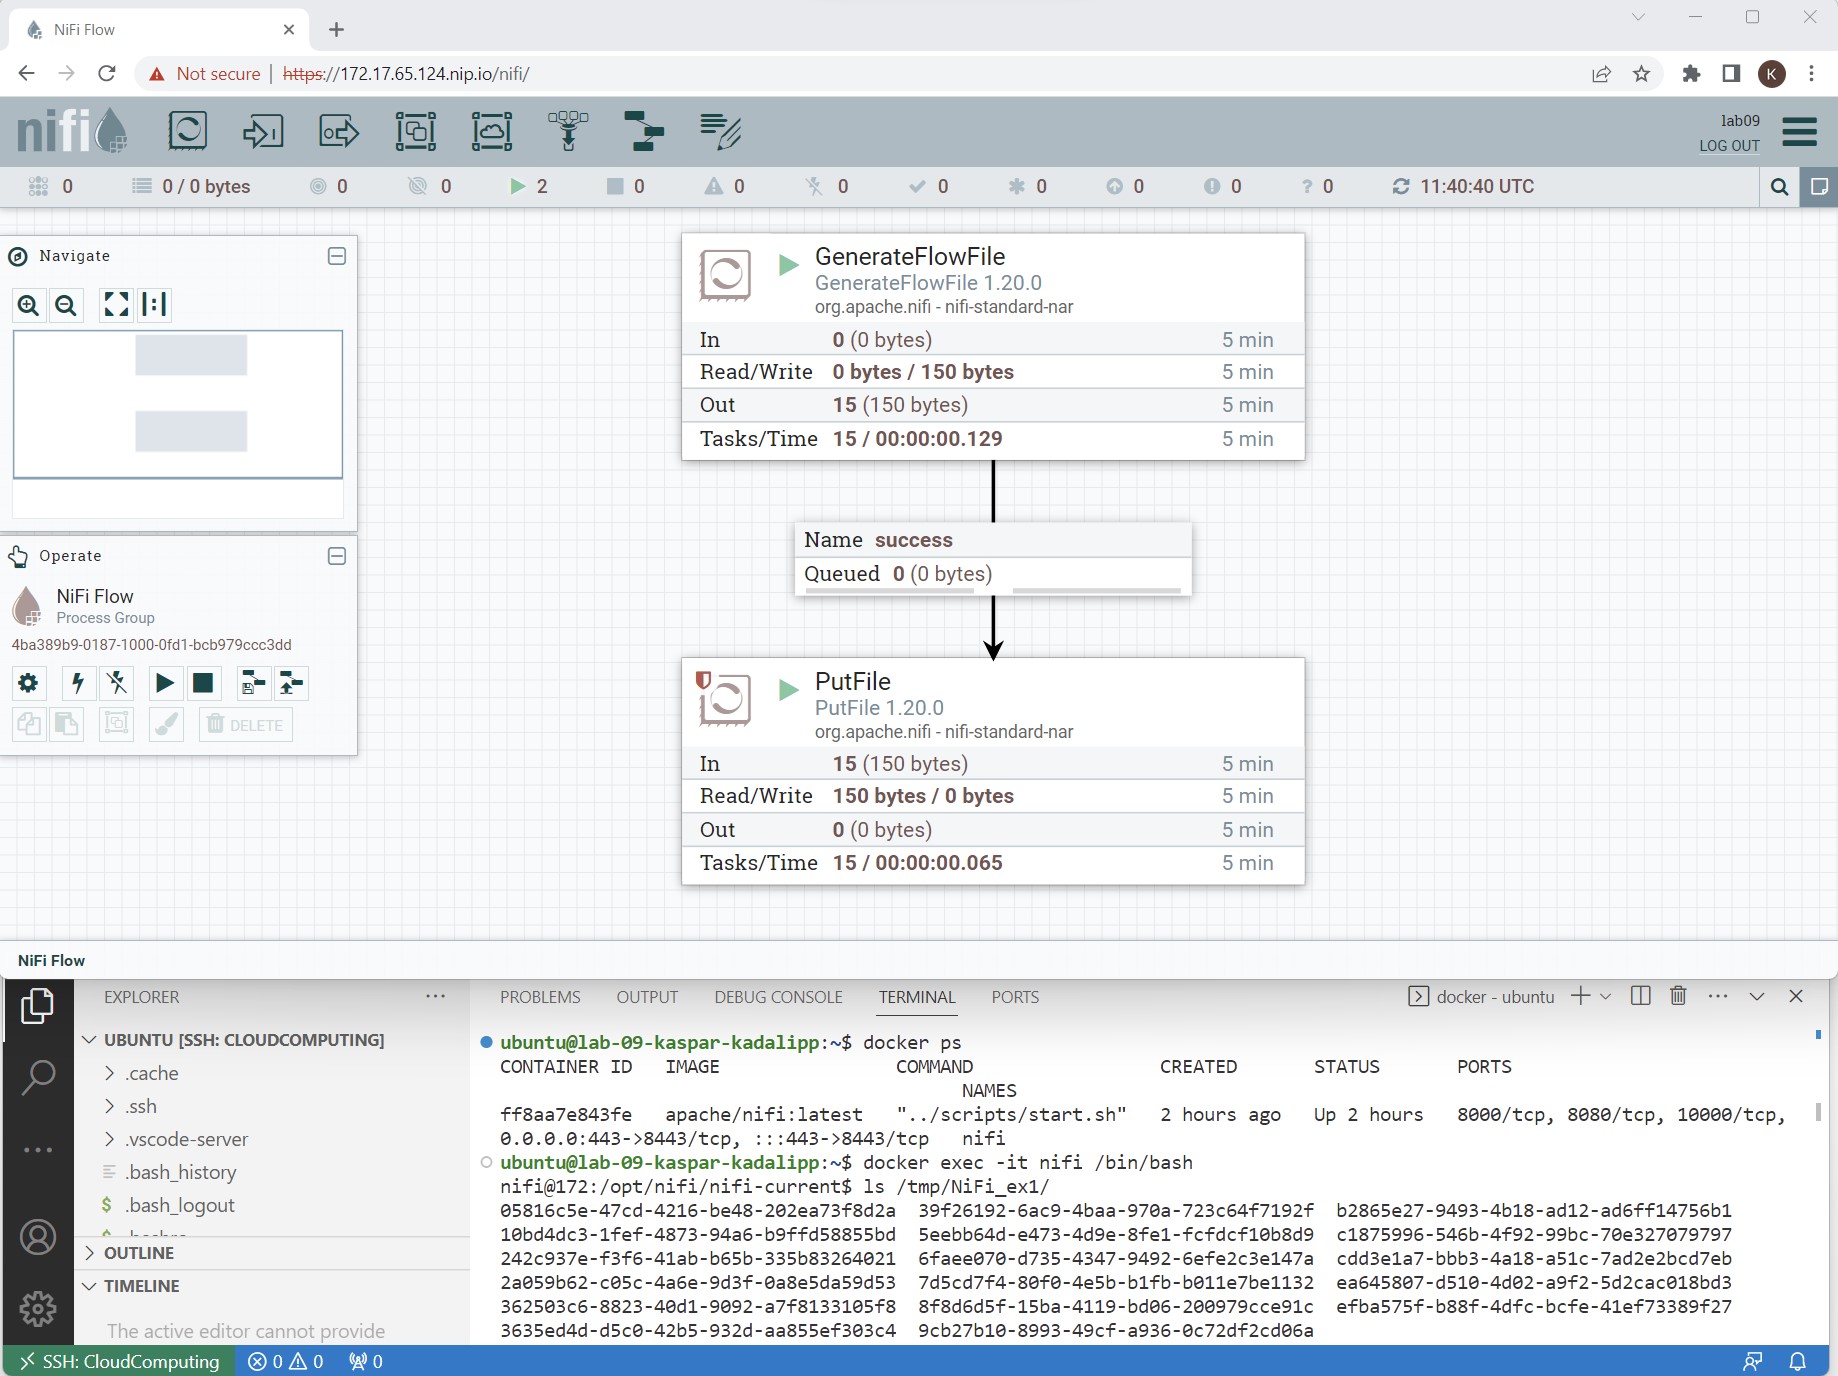 NiFi Flow
Not secure | https://172.17.65.124.nip.io/nifi/
K
nifi
lab09
LOG OUT
0 0 / 0 bytes 0 0 2 0 0 0 0 0 0 0 ? 0 11:40:40 UTC
Navigate
Operate
NiFi Flow
Process Group
4ba389b9-0187-1000-0fd1-bcb979ccc3dd
DELETE
GenerateFlowFile
GenerateFlowFile 1.20.0
org.apache.nifi - nifi-standard-nar
In 0 (0 bytes) 5 min
Read/Write 0 bytes / 150 bytes 5 min
Out 15 (150 bytes) 5 min
Tasks/Time 15 / 00:00:00.129 5 min
Name success
Queued 0 (0 bytes)
PutFile
PutFile 1.20.0
org.apache.nifi - nifi-standard-nar
In 15 (150 bytes) 5 min
Read/Write 150 bytes / 0 bytes 5 min
Out 0 (0 bytes) 5 min
Tasks/Time 15 / 00:00:00.065 5 min
NiFi Flow
EXPLORER
UBUNTU [SSH: CLOUDCOMPUTING]
.cache
.ssh
.vscode-server
.bash_history
$ .bash_logout
OUTLINE
TIMELINE
The active editor cannot provide
PROBLEMS OUTPUT DEBUG CONSOLE TERMINAL PORTS
docker - ubuntu
ubuntu@lab-09-kaspar-kadalipp:~$ docker ps
CONTAINER ID IMAGE COMMAND CREATED STATUS PORTS
NAMES
ff8aa7e843fe apache/nifi:latest "../scripts/start.sh" 2 hours ago Up 2 hours 8000/tcp, 8080/tcp, 10000/tcp,
0.0.0.0:443->8443/tcp, :::443->8443/tcp nifi
ubuntu@lab-09-kaspar-kadalipp:~$ docker exec -it nifi /bin/bash
nifi@172:/opt/nifi/nifi-current$ ls /tmp/NiFi_ex1/
05816c5e-47cd-4216-be48-202ea73f8d2a 39f26192-6ac9-4baa-970a-723c64f7192f b2865e27-9493-4b18-ad12-ad6ff14756b1
10bd4dc3-1fef-4873-94a6-b9ffd58855bd 5eebb64d-e473-4d9e-8fe1-fcfdcf10b8d9 c1875996-546b-4f92-99bc-70e327079797
242c937e-f3f6-41ab-b65b-335b83264021 6faee070-d735-4347-9492-6efe2c3e147a cdd3e1a7-bbb3-4a18-a51c-7ad2e2bcd7eb
2a059b62-c05c-4a6e-9d3f-0a8e5da59d53 7d5cd7f4-80f0-4e5b-b1fb-b011e7be1132 ea645807-d510-4d02-a9f2-5d2cac018bd3
362503c6-8823-40d1-9092-a7f8133105f8 8f8d6d5f-15ba-4119-bd06-200979cce91c efba575f-b88f-4dfc-bcfe-41ef73389f27
3635ed4d-d5c0-42b5-932d-aa855ef303c4 9cb27b10-8993-49cf-a936-0c72df2cd06a
SSH: CloudComputing 0 0 0